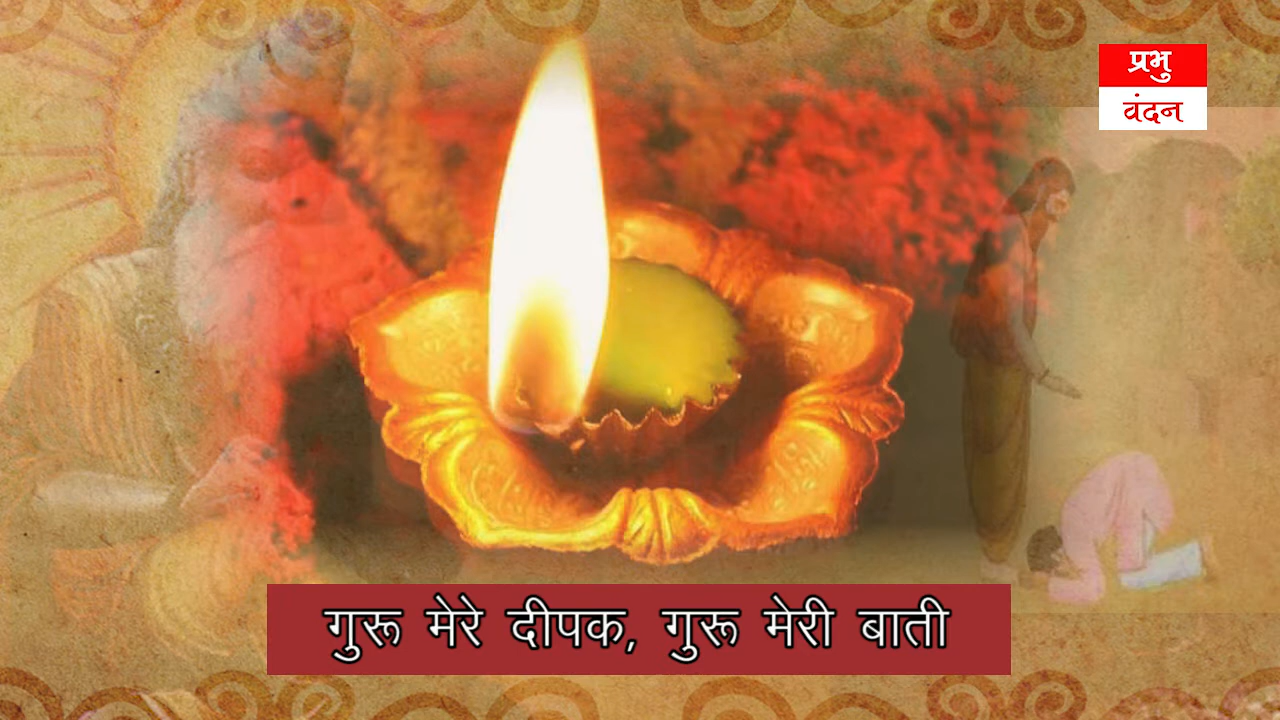 प्रभु
वंदन
गुरू मेरे दीपक, गुरू मेरी बाती